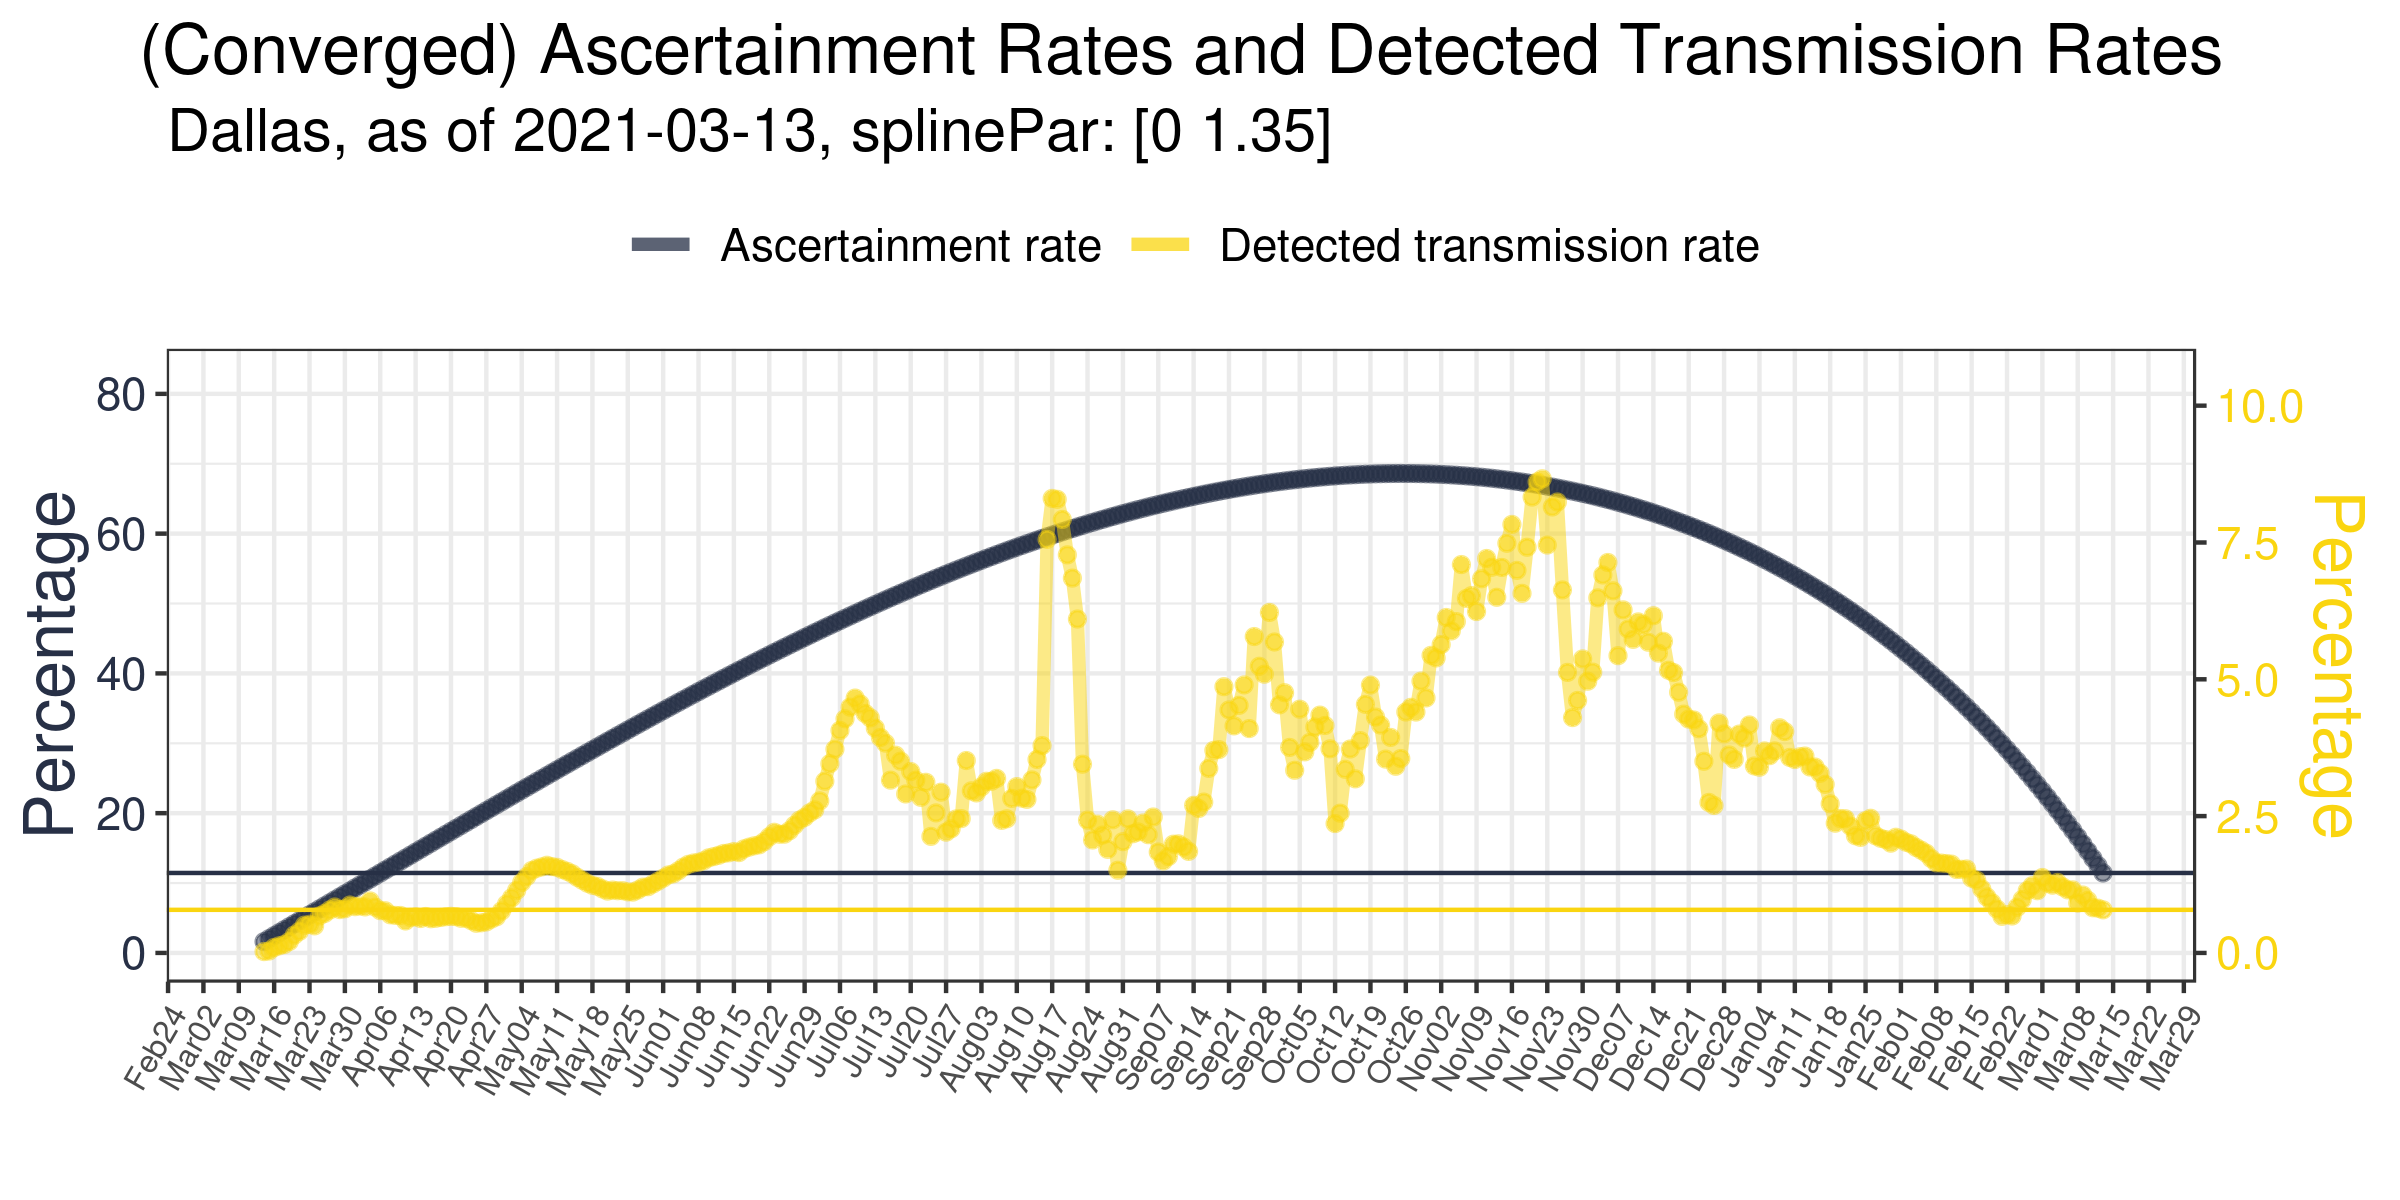 (Converged) Ascertainment Rates and Detected Transmission Rates
Dallas, as of 2021-03-13, splinePar: [0 1.35]
Ascertainment rate
Detected transmission rate
Percentage
80
60
40
20
0
10.0
7.5
5.0
2.5
0.0
Percentage
Feb24
Mar02
Mar09
Mar16
Mar23
Mar30
Apr06
Apr13
Apr20
Apr27
May04
May11
May18
May25
Jun01
Jun08
Jun15
Jun22
Jun29
Jul06
Jul13
Jul20
Jul27
Aug03
Aug10
Aug17
Aug24
Aug31
Sep07
Sep14
Sep21
Sep28
Oct05
Oct12
Oct19
Oct26
Nov02
Nov09
Nov16
Nov23
Nov30
Dec07
Dec14
Dec21
Dec28
Jan04
Jan11
Jan18
Jan25
Feb01
Feb08
Feb15
Feb22
Mar01
Mar08
Mar15
Mar22
Mar29